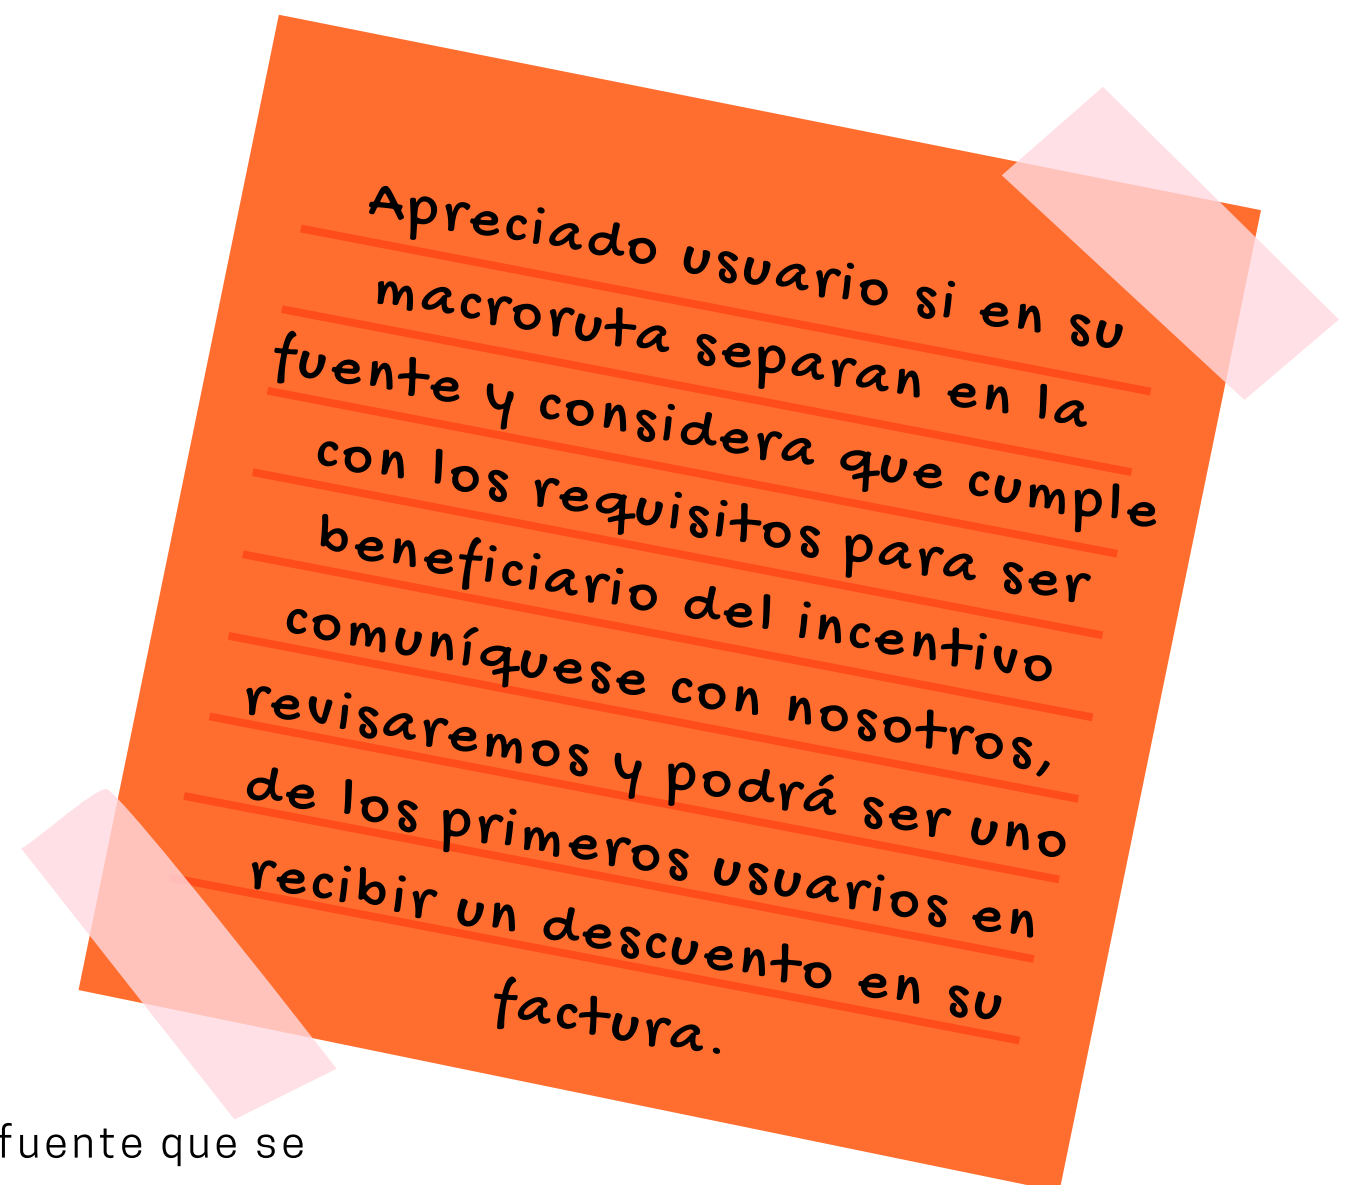 Apreciado usuario si en su
macroruta separan en la
fuente y considera que cumple
con los requisitos para ser
beneficiario del incentivo
comuníquese con nosotros,
revisaremos y podrá ser uno
de los primeros usuarios en
recibir un descuento en su
factura.
fuente que se